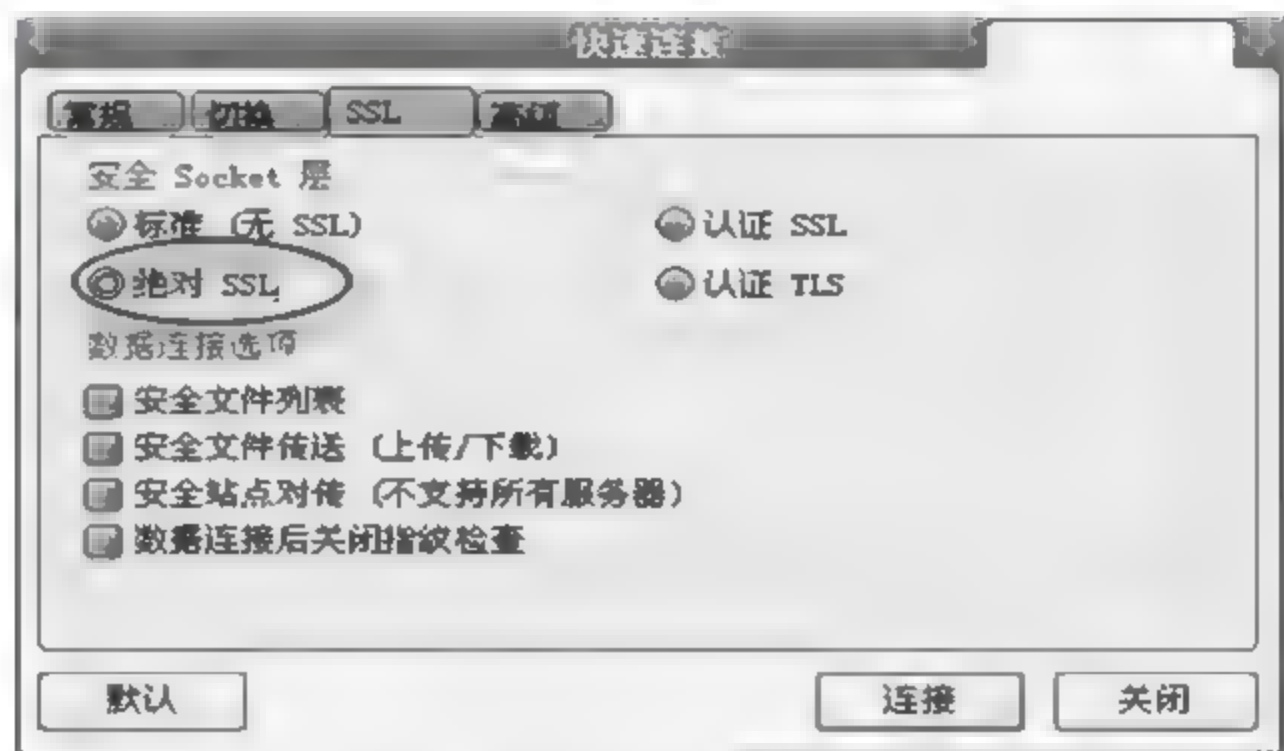 快速连接
常规 切换 SSL 高级
安全 Socket 层
标准 (无 SSL) 认证 SSL
绝对 SSL 认证 TLS
数据连接选项
安全文件列表
安全文件传送 (上传/下载)
安全站点对传 (不支持所有服务器)
数据连接后关闭指纹检查
默认 连接 关闭